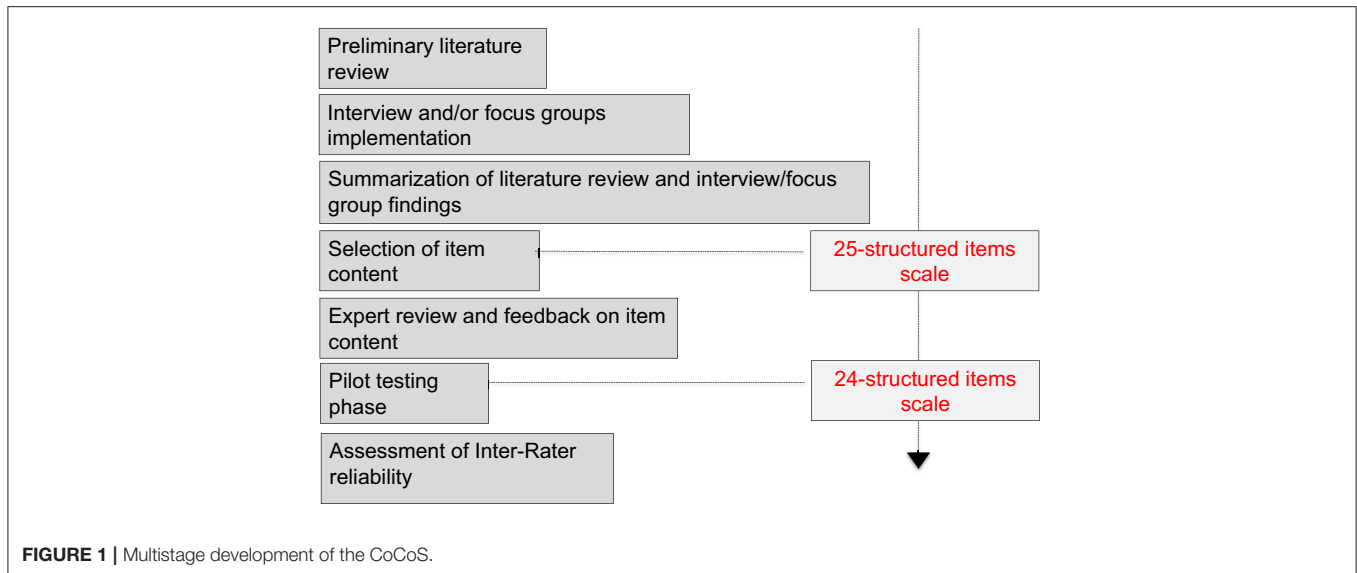 Preliminary literature
review
Interview and/or focus groups
implementation
Summarization of literature review and interview/focus
group findings
Selection of item
content
25-structured items
scale
Expert review and feedback on item
content
Pilot testing
phase
24-structured items
scale
Assessment of Inter-Rater
reliability
FIGURE 1 | Multistage development of the CoCoS.